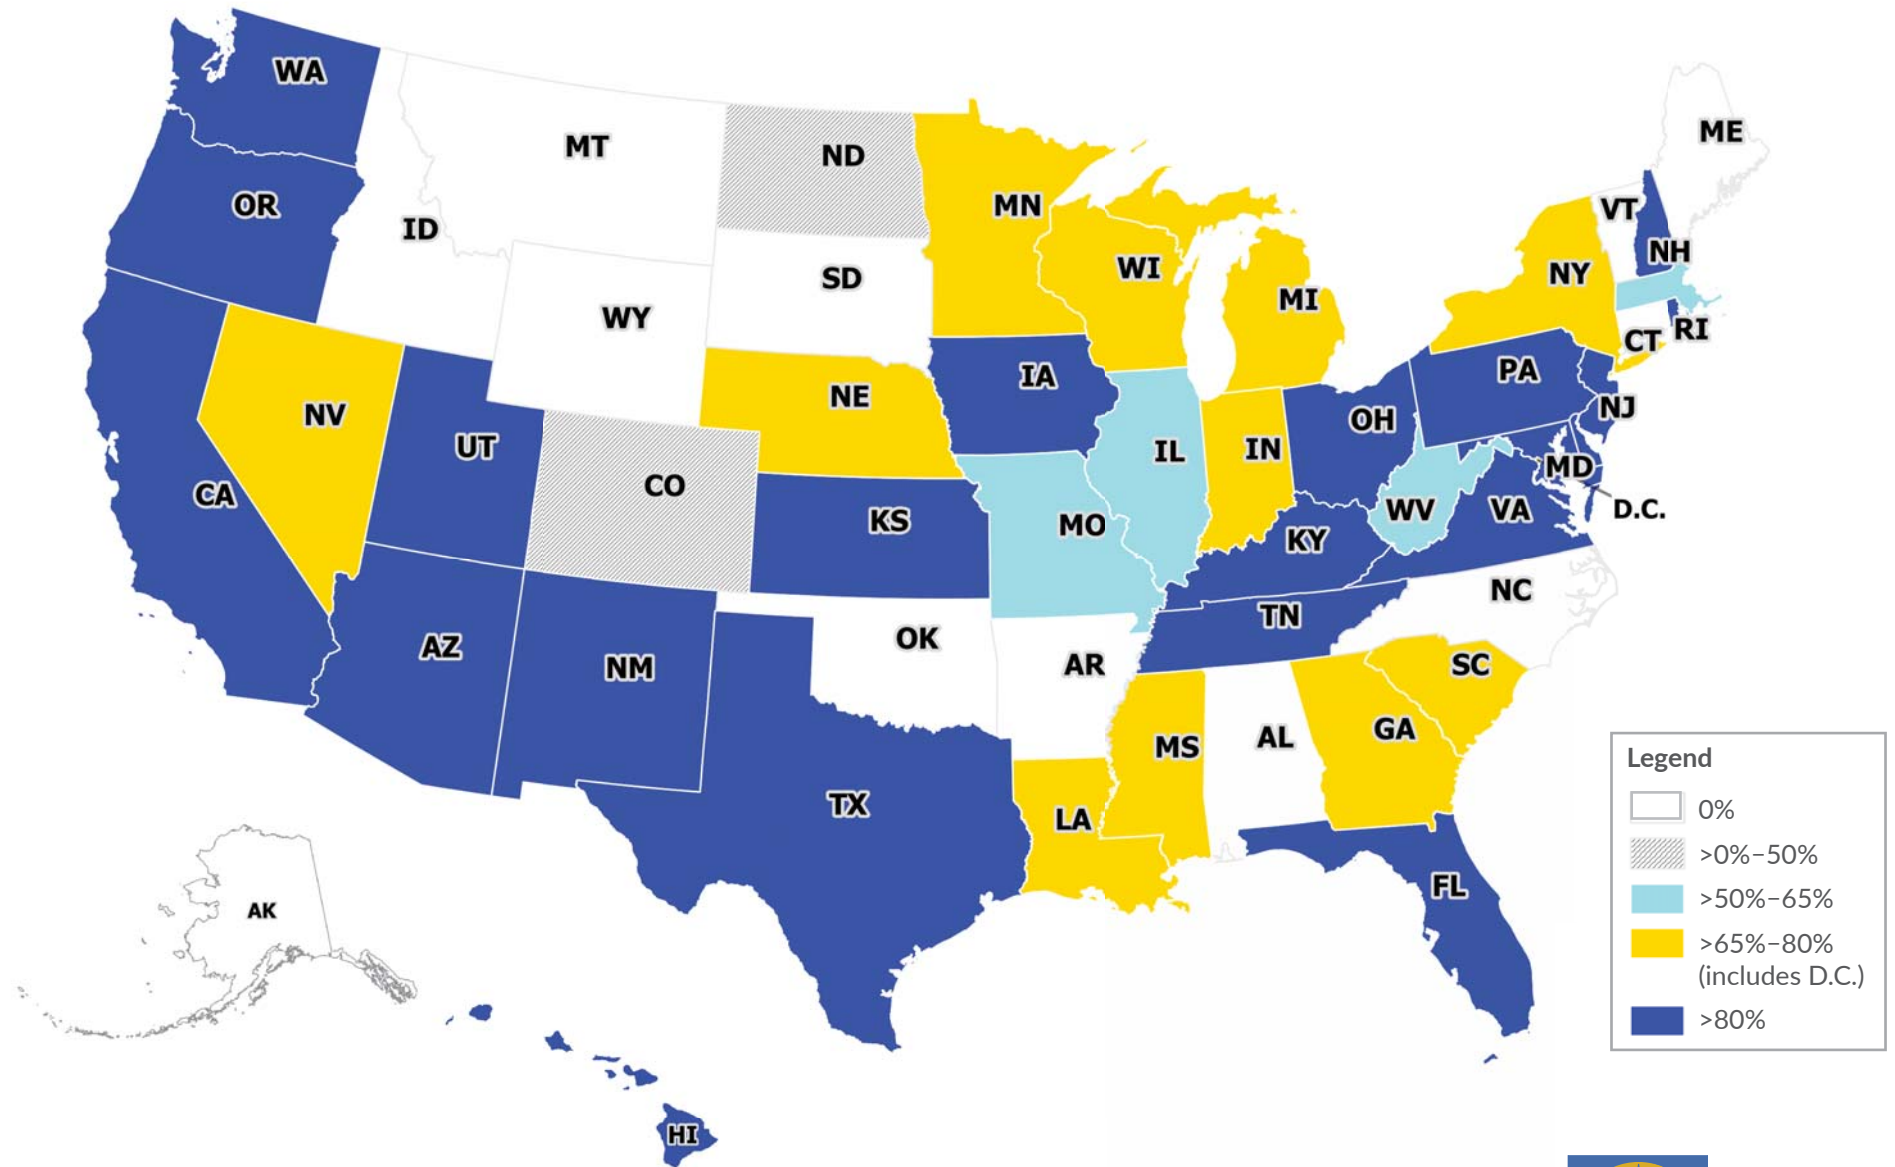 WA
ME
MT
ND
OR
MN
VT
ID
NH
WI
NY
SD
MI
WY
RI
CT
PA
IA
NE
NJ
NV
OH
UT
IL
IN
MD
CO
CA
D.C.
WV
VA
KS
MO
KY
NC
TN
OK
AZ
AR
SC
NM
GA
AL
MS
Legend
TX
0%
LA
>0%–50%
FL
>50%–65%
AK
>65%–80%
(includes D.C.)
>80%
HI